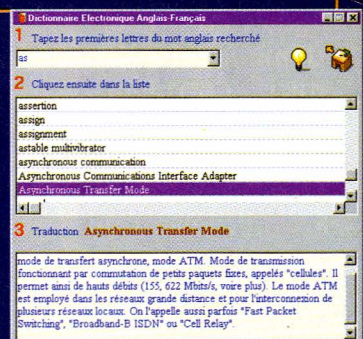 Dictionnaire Electronique Anglais-Français
1 Tapez les premières lettres du mot anglais recherché
as
2 Cliquez ensuite dans la liste
assertion
assign
assignment
astable multivibrator
asynchronous communication
Asynchronous Communications Interface Adapter
Asynchronous Transfer Mode
3 Traduction Asynchronous Transfer Mode
mode de transfert asynchrone, mode ATM. Mode de transmission
fonctionnant par commutation de petits paquets fixes, appelés "cellules". Il
permet ainsi de hauts débits (155, 622 Mbits/s, voire plus). Le mode ATM
est employé dans les réseaux grande distance et pour l'interconnexion de
plusieurs réseaux locaux. On l'appelle aussi parfois "Fast Packet
Switching", "Broadband-B ISDN" ou "Cell Relay".